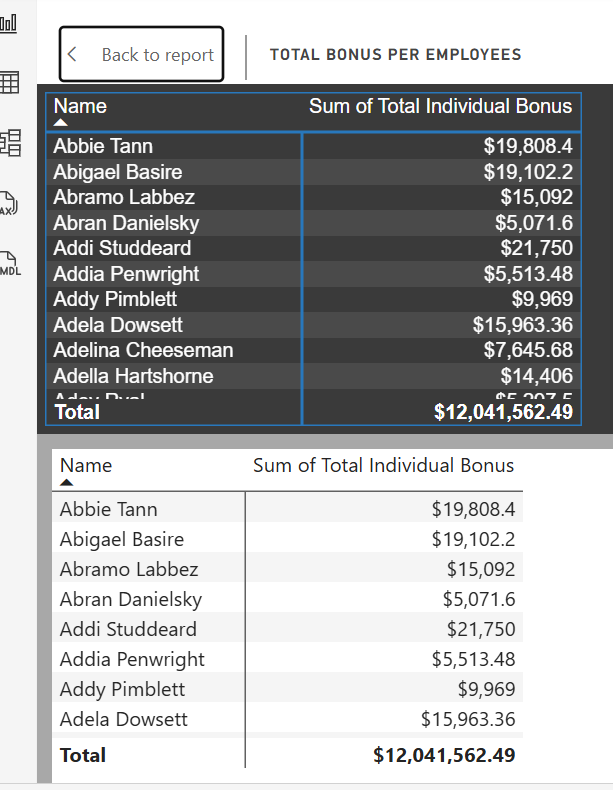 Back to report
TOTAL BONUS PER EMPLOYEES
Name Sum of Total Individual Bonus
Abbie Tann $19,808.4
Abigael Basire $19,102.2
Abramo Labbez $15,092
Abran Danielsky $5,071.6
Addi Studdeard $21,750
Addia Penwright $5,513.48
Addy Pimblett $9,969
Adela Dowsett $15,963.36
Adelina Cheeseman $7,645.68
Adella Hartshorne $14,406
Total $12,041,562.49
MDL
Name Sum of Total Individual Bonus
Abbie Tann $19,808.4
Abigael Basire $19,102.2
Abramo Labbez $15,092
Abran Danielsky $5,071.6
Addi Studdeard $21,750
Addia Penwright $5,513.48
Addy Pimblett $9,969
Adela Dowsett $15,963.36
Total $12,041,562.49